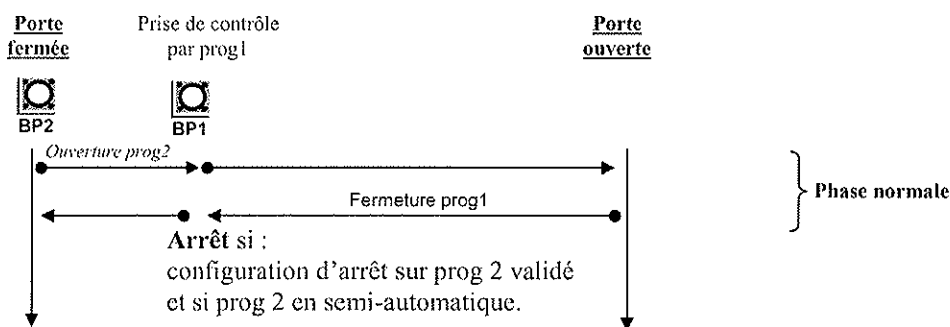 Porte
fermée
Prise de contrôle
par prog1
Porte
ouverte
BP2
BP1
Ouverture prog2
Fermeture prog1
Phase normale
Arrêt si :
configuration d'arrêt sur prog 2 validé
et si prog 2 en semi-automatique.